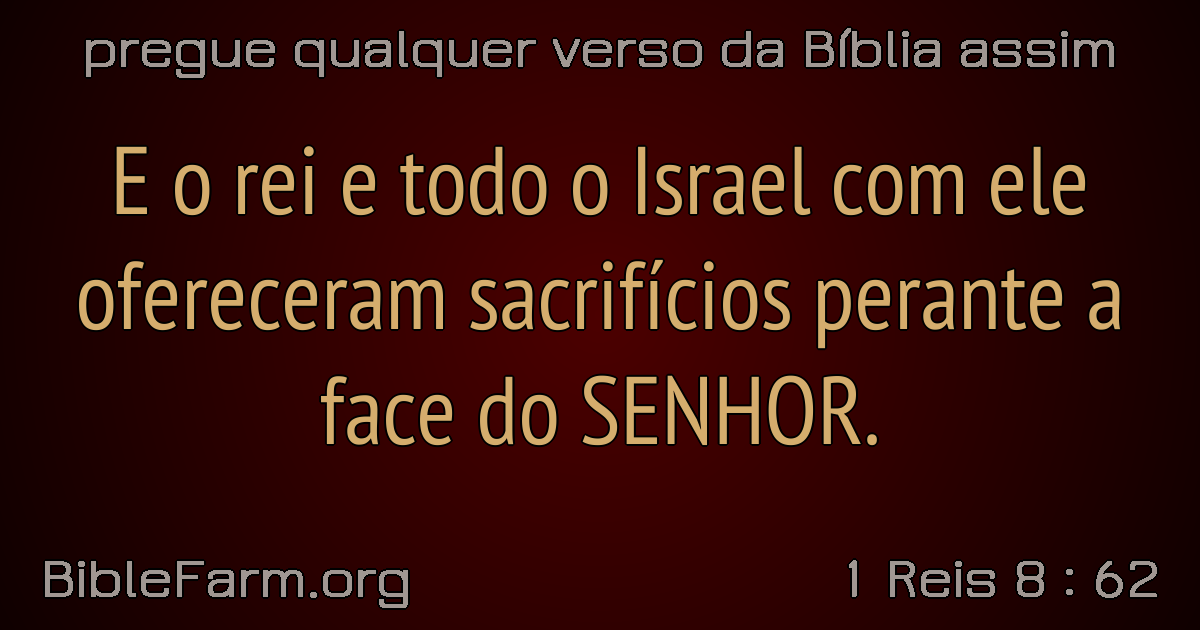 pregue qualquer verso da Bíblia assim
E o rei e todo o Israel com ele
ofereceram sacrifícios perante a
face do SENHOR.
BibleFarm.org
1 Reis 8 : 62